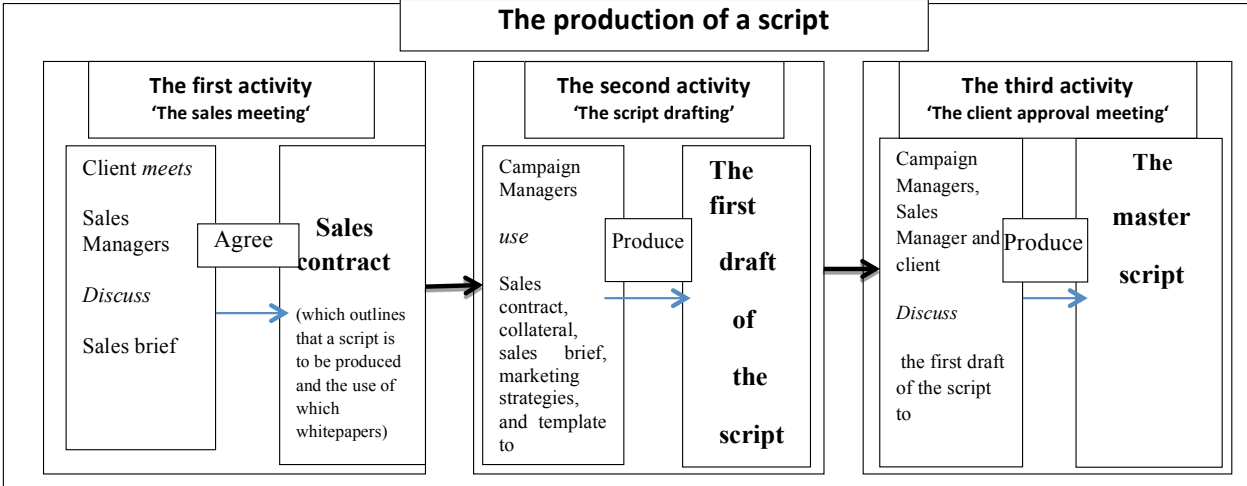 The production of a script
The first activity
‘The sales meeting‘
Client meets
Sales
Managers
Discuss
Sales brief
Agree
Sales
contract
(which outlines
that a script is
to be produced
and the use of
which
whitepapers)
The second activity
‘The script drafting’
Campaign
Managers
use
Sales
contract,
collateral,
sales brief,
marketing
strategies,
and template
to
Produce
The
first
draft
of
the
script
The third activity
‘The client approval meeting‘
Campaign
Managers,
Sales
Manager and
client
Discuss
the first draft
of the script
to
Produce
The
master
script